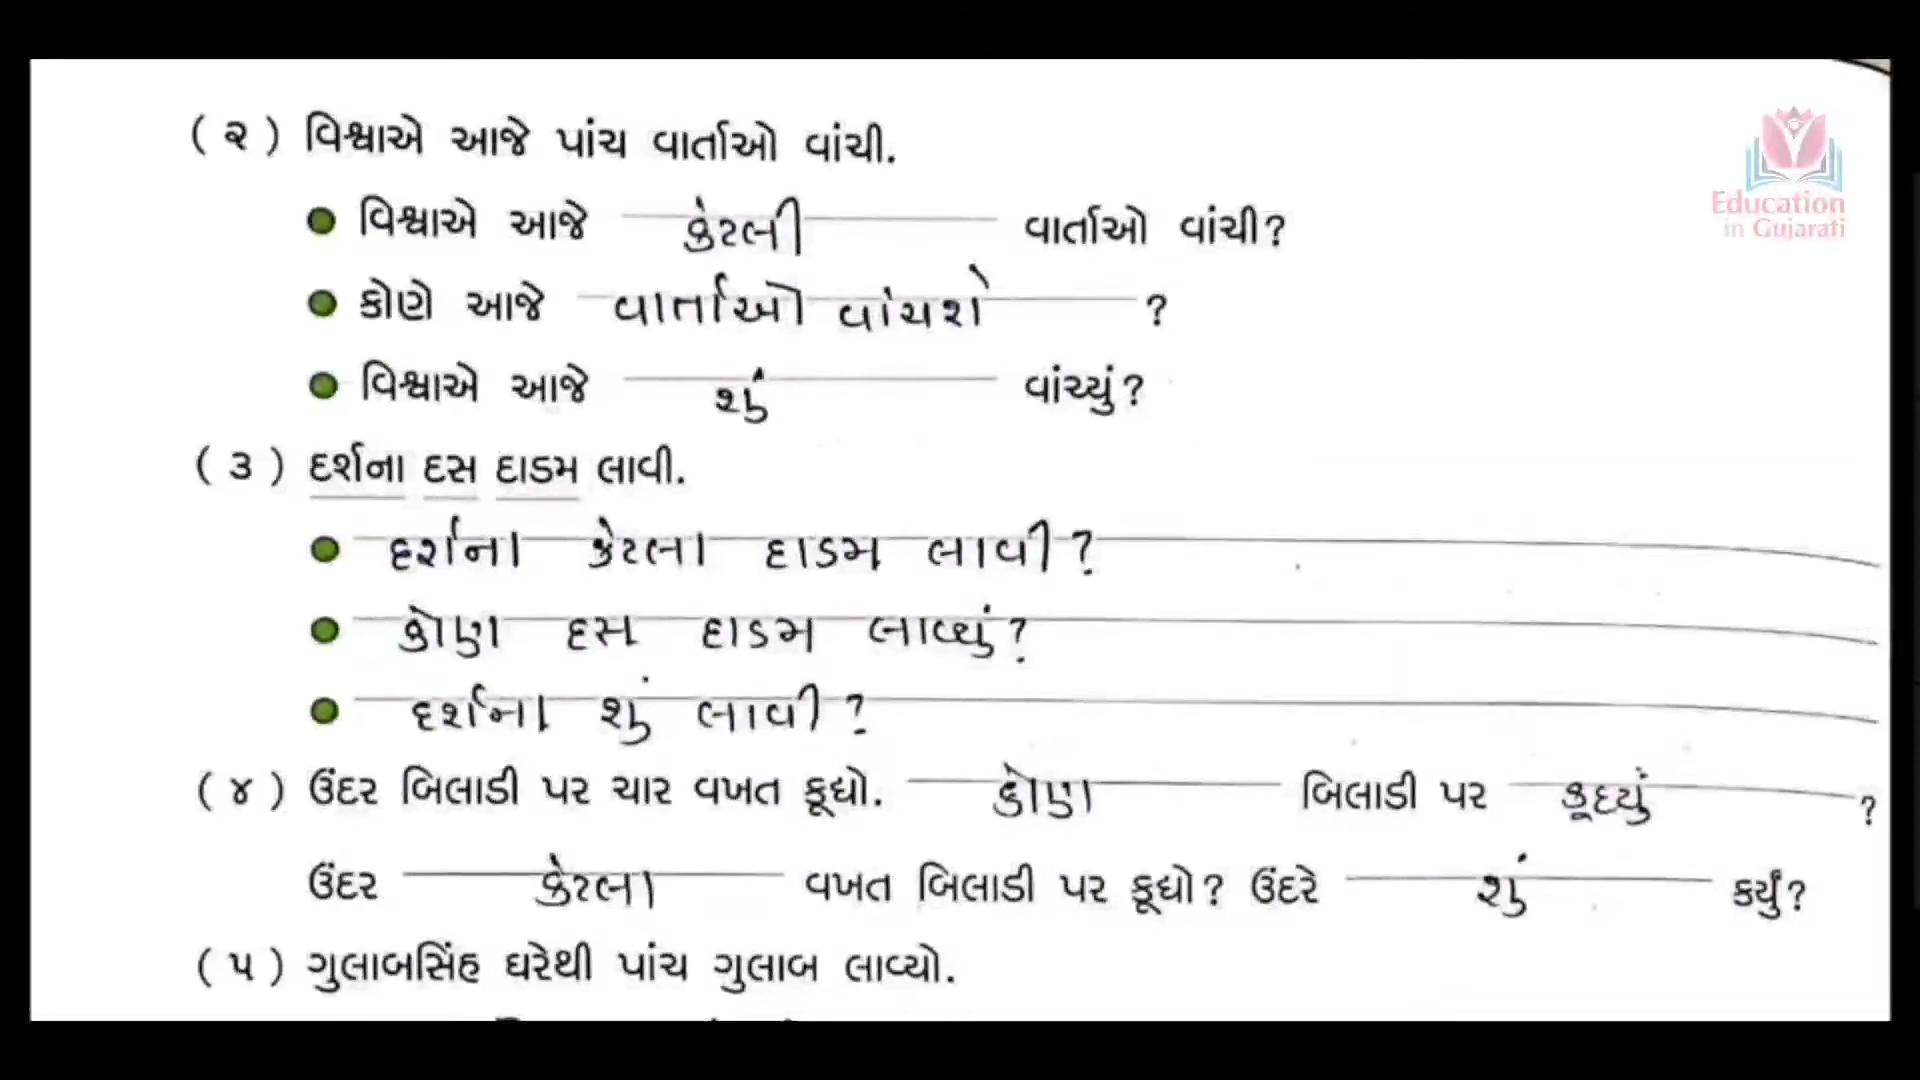 (૨) વિશ્વાએ આજે પાંચ વાર્તાઓ વાંચી.
Education
in Gujarati
વિશ્વાએ આજે કેટલી વાર્તાઓ વાંચી?
કોણે આજે વાર્તાઓ વાંચશે ?
વિશ્વાએ આજે શું વાંચ્યું?
(૩) દર્શના દસ દાડમ લાવી.
દર્શના કેટલા દાડમ લાવી?
કોણ દસ દાડમ લાવ્યું?
દર્શના શું લાવી?
(૪) ઉંદર બિલાડી પર ચાર વખત કૂદ્યો. કોણ બિલાડી પર કૂદયું ?
ઉંદર કેટલા વખત બિલાડી પર કૂદ્યો? ઉંદરે શું કર્યું?
(૫) ગુલાબસિંહ ઘરેથી પાંચ ગુલાબ લાવ્યો.